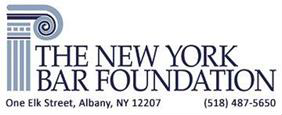 THE NEW YORK
BAR FOUNDATION
One Elk Street, Albany, NY 12207 (518) 487-5650